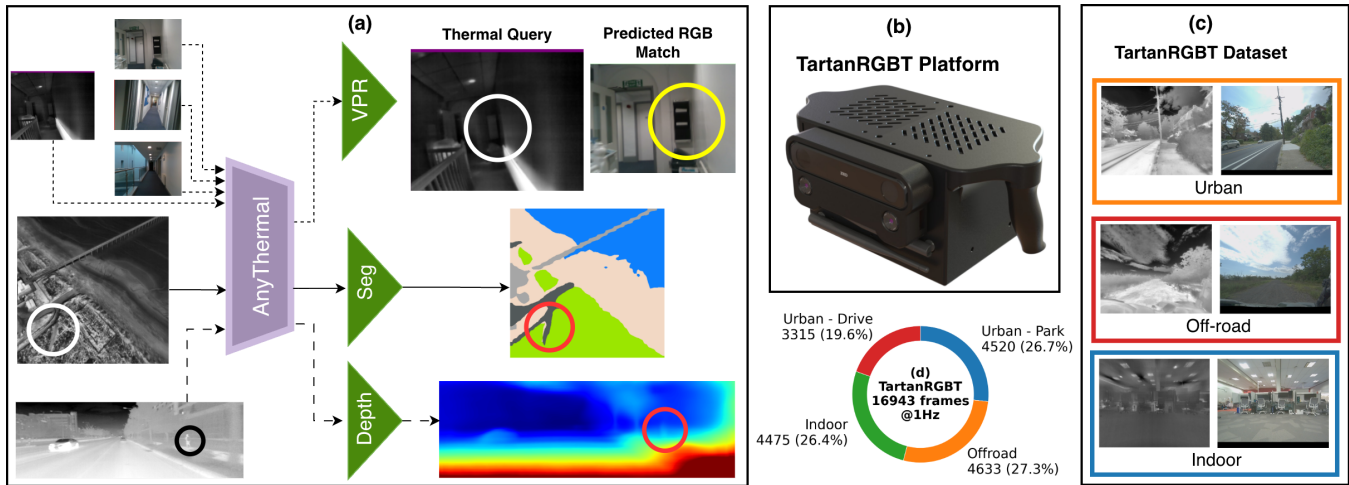 (a)
AnyThermal
VPR
Thermal Query
Predicted RGB
Match
Seg
Depth
(b)
TartanRGBT Platform
Urban - Drive
3315 (19.6%)
Urban - Park
4520 (26.7%)
(d)
TartanRGBT
16943 frames
@1Hz
Indoor
4475 (26.4%)
Offroad
4633 (27.3%)
(c)
TartanRGBT Dataset
Urban
Off-road
Indoor